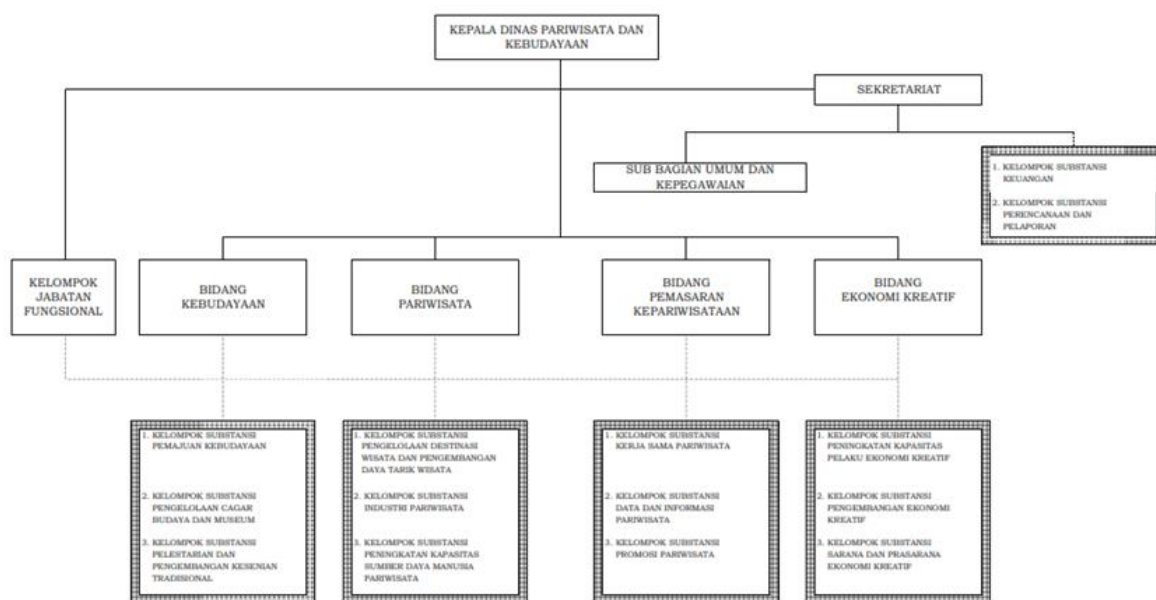 KEPALA DINAS PARIWISATA DAN
KEBUDAYAAN
SEKRETARIAT
SUB BAGIAN UMUM DAN
KEPEGAWAIAN
1. KELOMPOK SUBSTANSI
KEUANGAN
2. KELOMPOK SUBSTANSI
PERENCANAAN DAN
PELAPORAN
KELOMPOK
JABATAN
FUNGSIONAL
BIDANG
KEBUDAYAAN
BIDANG
PARIWISATA
BIDANG
PEMASARAN
KEPARIWISATAAN
BIDANG
EKONOMI KREATIF
1. KELOMPOK SUBSTANSI
PEMAJUAN KEBUDAYAAN
2. KELOMPOK SUBSTANSI
PENGELOLAAN CAGAR
BUDAYA DAN MUSEUM
3. KELOMPOK SUBSTANSI
PELESTARIAN DAN
PENGEMBANGAN KESENIAN
TRADISIONAL
1. KELOMPOK SUBSTANSI
PENGELOLAAN DESTINASI
WISATA DAN PENGEMBANGAN
DAYA TARIK WISATA
2. KELOMPOK SUBSTANSI
INDUSTRI PARIWISATA
3. KELOMPOK SUBSTANSI
PENINGKATAN KAPASITAS
SUMBER DAYA MANUSIA
PARIWISATA
1. KELOMPOK SUBSTANSI
KERJA SAMA PARIWISATA
2. KELOMPOK SUBSTANSI
DATA DAN INFORMASI
PARIWISATA
3. KELOMPOK SUBSTANSI
PROMOSI PARIWISATA
1. KELOMPOK SUBSTANSI
PENINGKATAN KAPASITAS
PELAKU EKONOMI KREATIF
2. KELOMPOK SUBSTANSI
PENGEMBANGAN EKONOMI
KREATIF
3. KELOMPOK SUBSTANSI
SARANA DAN PRASARANA
EKONOMI KREATIF